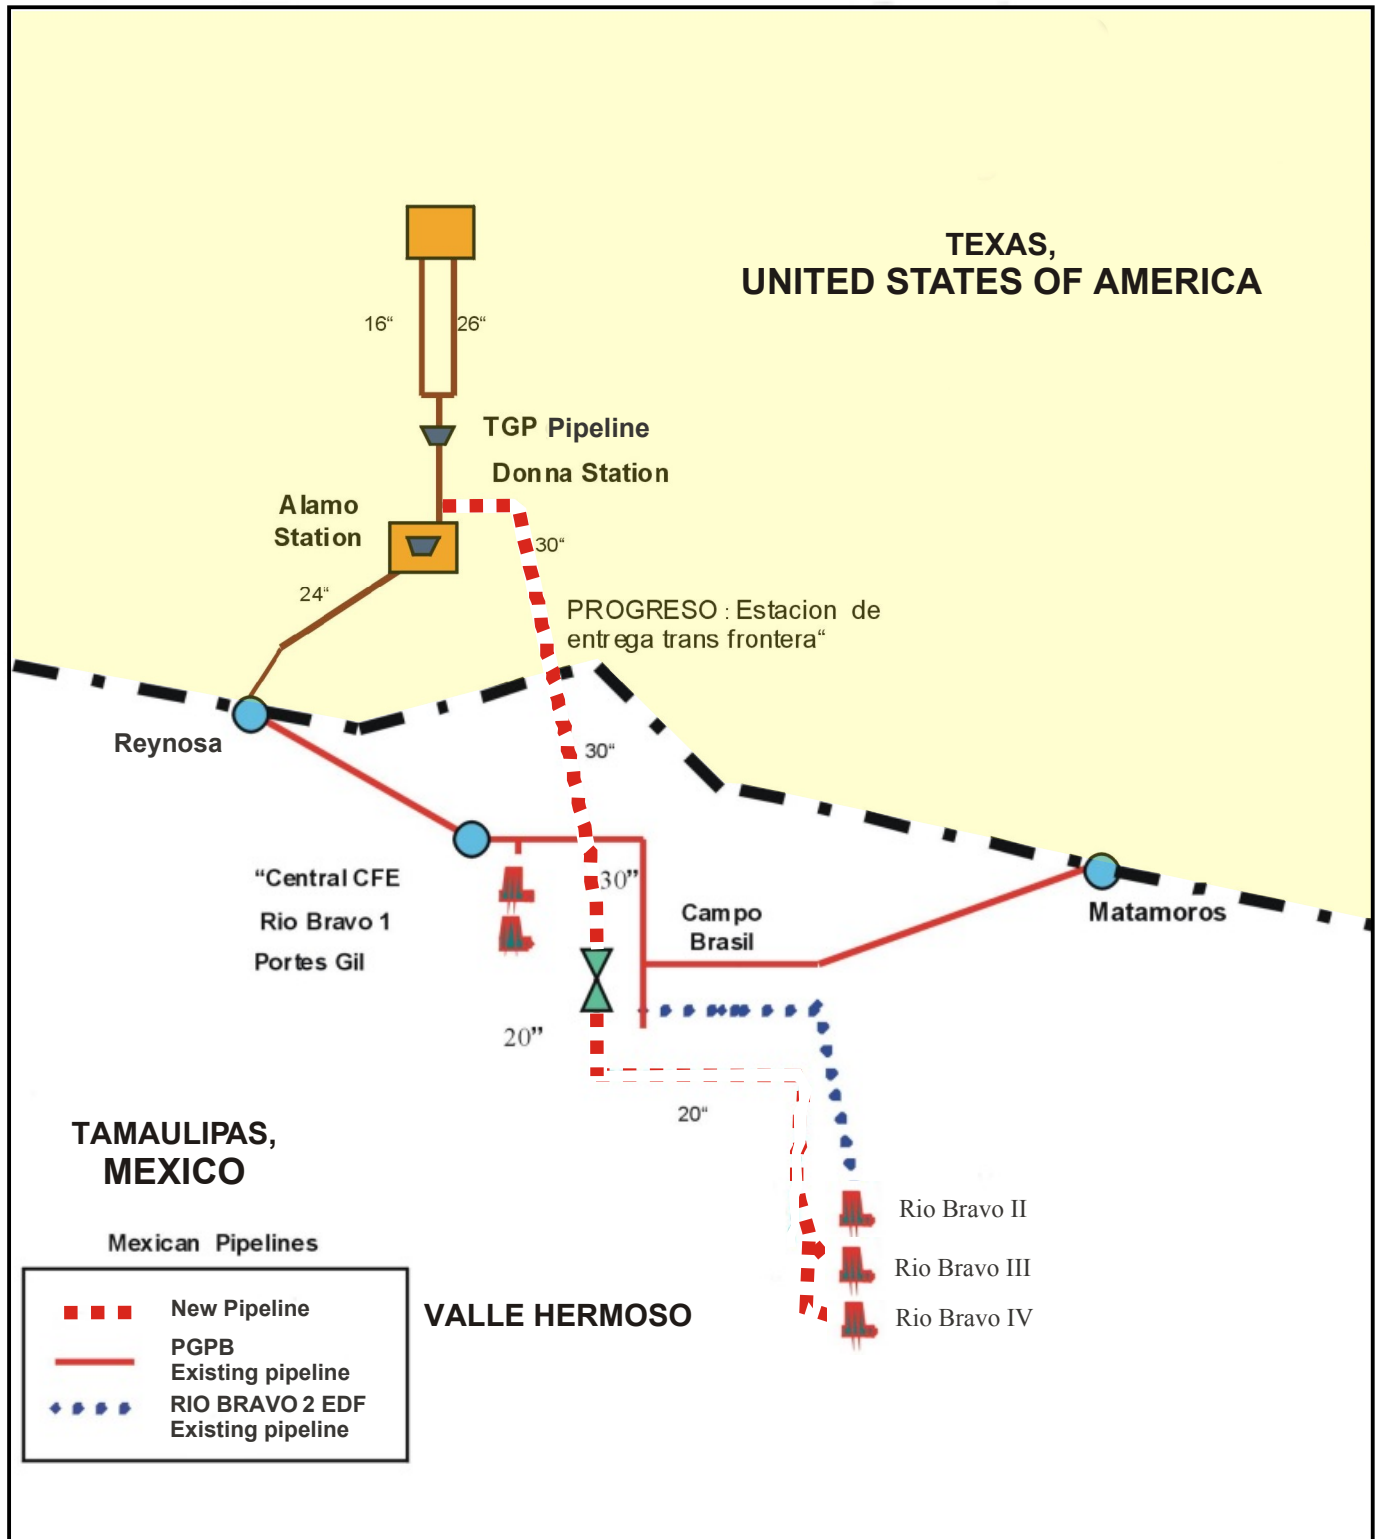 TEXAS,
UNITED STATES OF AMERICA
16“
26“
TGP Pipeline
Donna Station
Alamo
Station
30“
24“
PROGRESO : Estacion de
entrega trans frontera“
Reynosa
30“
“Central CFE
Rio Bravo 1
Portes Gil
30”
Campo
Brasil
Matamoros
20”
20“
TAMAULIPAS,
MEXICO
Rio Bravo II
Rio Bravo III
Rio Bravo IV
Mexican Pipelines
New Pipeline
PGPB
Existing pipeline
RIO BRAVO 2 EDF
Existing pipeline
VALLE HERMOSO